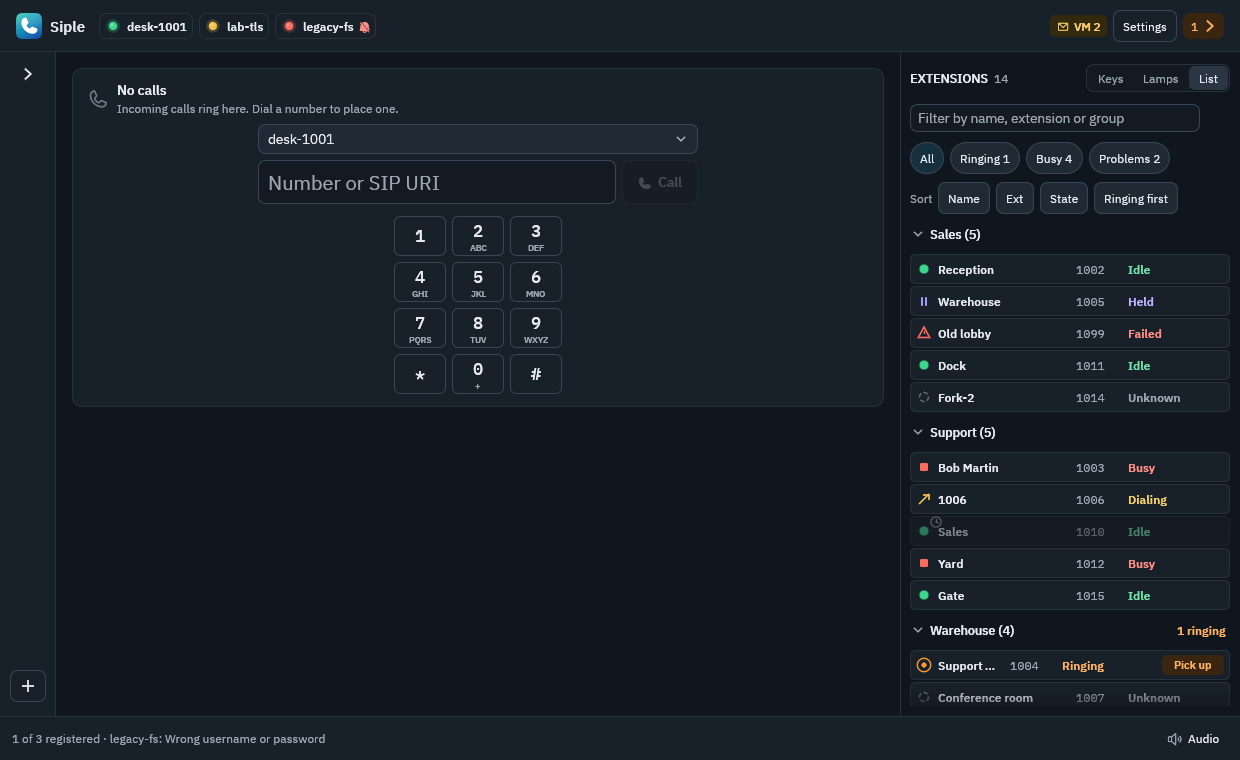 Siple desk-1001 lab-tls legacy-fs VM 2 Settings 1
No calls
Incoming calls ring here. Dial a number to place one.
desk-1001
Number or SIP URI Call
1 2 3
ABC DEF
4 5 6
GHI JKL MNO
7 8 9
PQRS TUV WXYZ
* 0 #
+
EXTENSIONS 14 Keys Lamps List
Filter by name, extension or group
All Ringing 1 Busy 4 Problems 2
Sort Name Ext State Ringing first
Sales (5)
Reception 1002 Idle
Warehouse 1005 Held
Old lobby 1099 Failed
Dock 1011 Idle
Fork-2 1014 Unknown
Support (5)
Bob Martin 1003 Busy
1006 1006 Dialing
Sales 1010 Idle
Yard 1012 Busy
Gate 1015 Idle
Warehouse (4) 1 ringing
Support ... 1004 Ringing Pick up
Conference room 1007 Unknown
1 of 3 registered · legacy-fs: Wrong username or password Audio